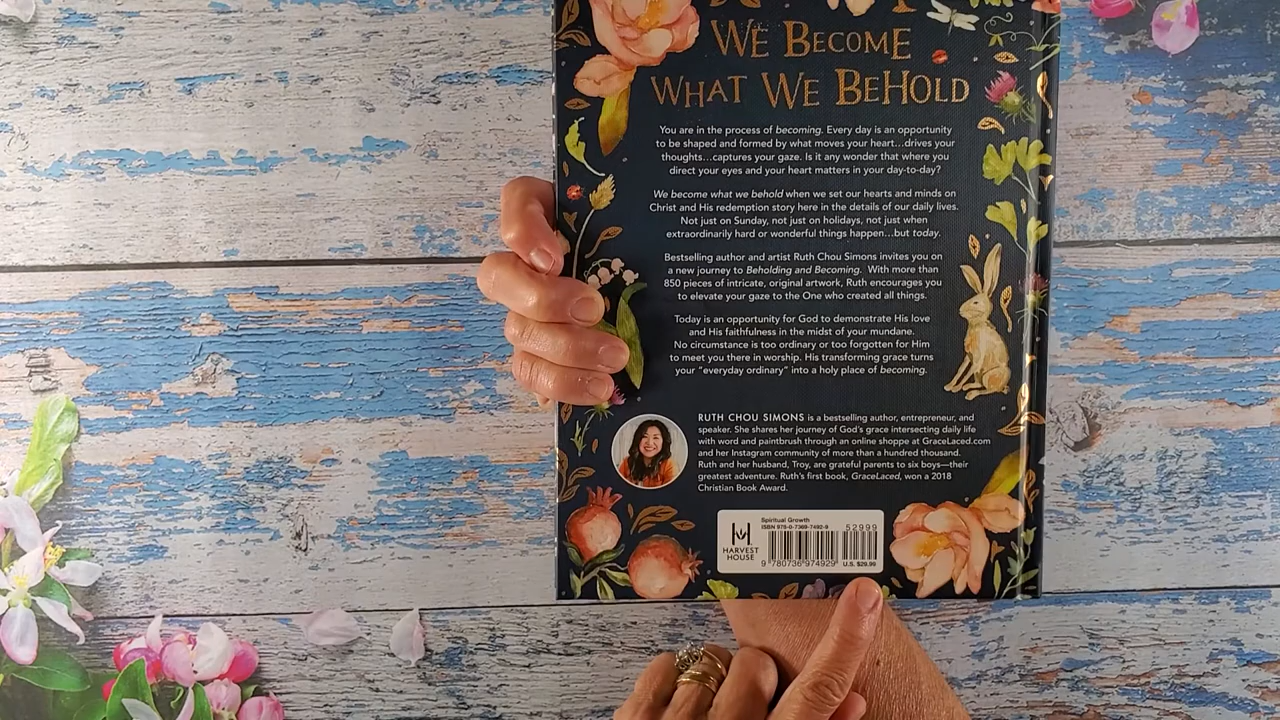 WE BECOME
WHAT WE BEHOLD
You are in the process of becoming. Every day is an opportunity
to be shaped and formed by what moves your heart...drives your
thoughts...captures your gaze. Is it any wonder that where you
direct your eyes and your heart matters in your day-to-day?
We become what we behold when we set our hearts and minds on
Christ and His redemption story here in the details of our daily lives.
Not just on Sunday, not just on holidays, not just when
extraordinarily hard or wonderful things happen...but today.
Bestselling author and artist Ruth Chou Simons invites you on
a new journey to Beholding and Becoming. With more than
850 pieces of intricate, original artwork, Ruth encourages you
to elevate your gaze to the One who created all things.
Today is an opportunity for God to demonstrate His love
and His faithfulness in the midst of your mundane.
No circumstance is too ordinary or too forgotten for Him
to meet you there in worship. His transforming grace turns
your "everyday ordinary" into a holy place of becoming.
RUTH CHOU SIMONS is a bestselling author, entrepreneur, and
speaker. She shares her journey of God's grace intersecting daily life
with word and paintbrush through an online shoppe at GraceLaced.com
and her Instagram community of more than a hundred thousand.
Ruth and her husband, Troy, are grateful parents to six boys—their
greatest adventure. Ruth's first book, GraceLaced, won a 2018
Christian Book Award.
HARVEST
HOUSE
Spiritual Growth
ISBN 978-0-7369-7492-9
52999
9 780736 974929
U.S. $29.99